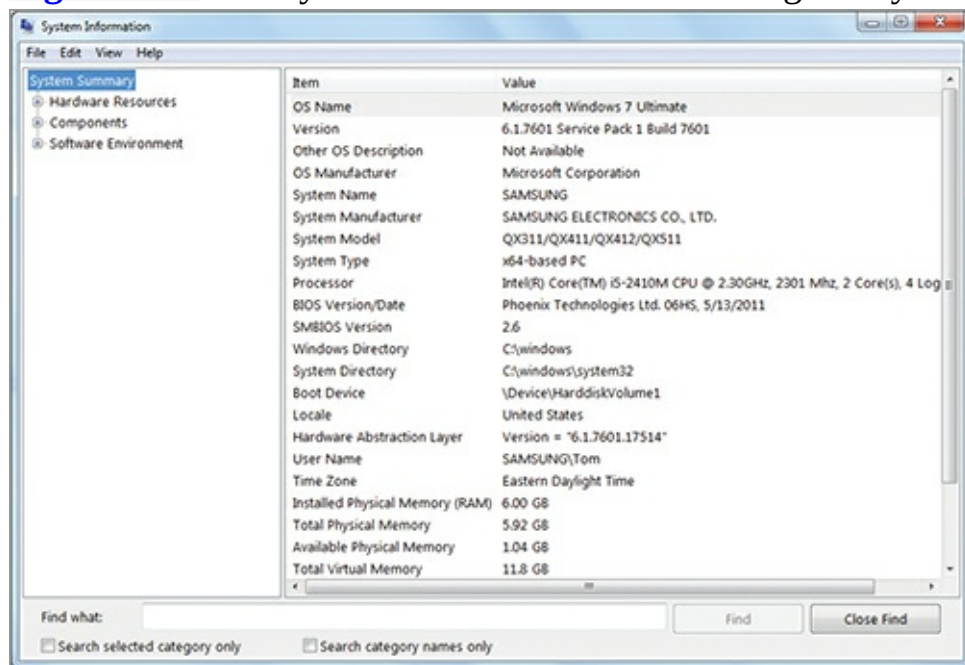 System Information
File Edit View Help
System Summary
Hardware Resources
Components
Software Environment
Item Value
OS Name Microsoft Windows 7 Ultimate
Version 6.1.7601 Service Pack 1 Build 7601
Other OS Description Not Available
OS Manufacturer Microsoft Corporation
System Name SAMSUNG
System Manufacturer SAMSUNG ELECTRONICS CO., LTD.
System Model QX311/QX411/QX412/QX511
System Type x64-based PC
Processor Intel(R) Core(TM) i5-2410M CPU @ 2.30GHz, 2301 Mhz, 2 Core(s), 4 Log
BIOS Version/Date Phoenix Technologies Ltd. 06HS, 5/13/2011
SMBIOS Version 2.6
Windows Directory C:\windows
System Directory C:\windows\system32
Boot Device \Device\HarddiskVolume1
Locale United States
Hardware Abstraction Layer Version = "6.1.7601.17514"
User Name SAMSUNG\Tom
Time Zone Eastern Daylight Time
Installed Physical Memory (RAM) 6.00 GB
Total Physical Memory 5.92 GB
Available Physical Memory 1.04 GB
Total Virtual Memory 11.8 GB
Find what: Find Close Find
Search selected category only Search category names only